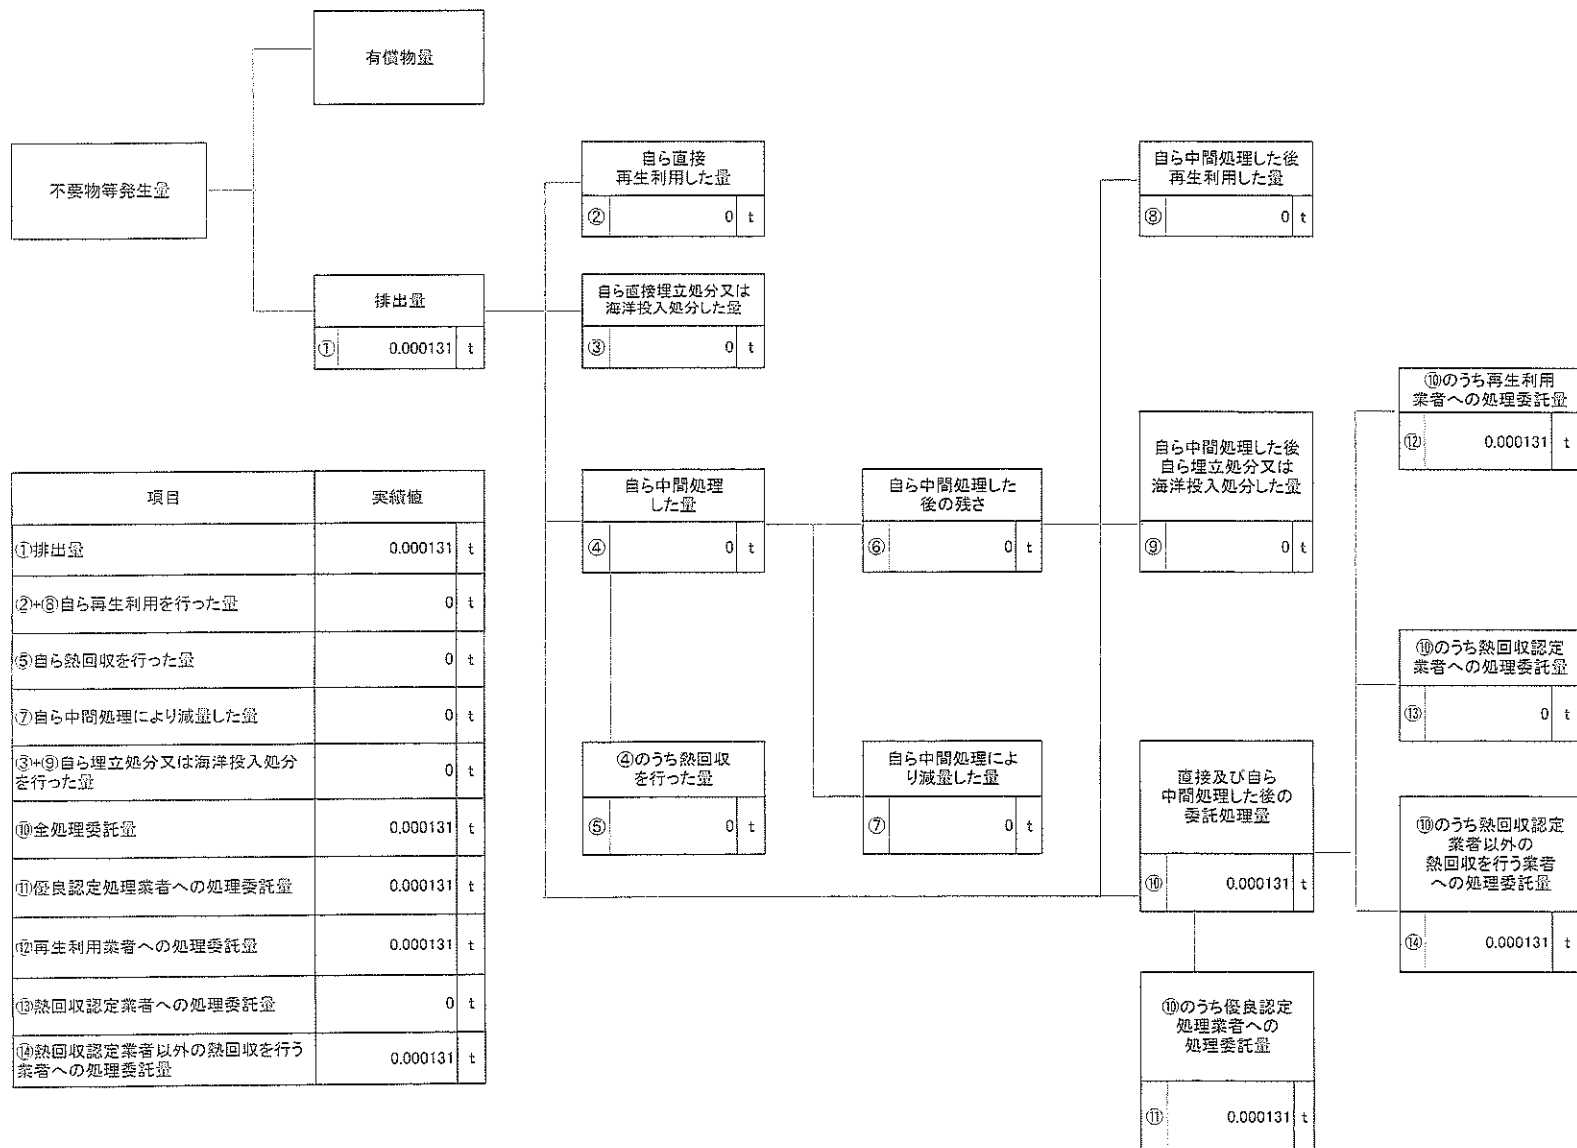 有償物量
不要物等発生量
排出量
① 0.000131 t
自ら直接
再生利用した量
② 0 t
自ら直接埋立処分又は
海洋投入処分した量
③ 0 t
自ら中間処理
した量
④ 0 t
④のうち熱回収
を行った量
⑤ 0 t
自ら中間処理した
後の残さ
⑥ 0 t
自ら中間処理によ
り減量した量
⑦ 0 t
自ら中間処理した後
再生利用した量
⑧ 0 t
自ら中間処理した後
自ら埋立処分又は
海洋投入処分した量
⑨ 0 t
直接及び自ら
中間処理した後の
委託処理量
⑩ 0.000131 t
⑩のうち優良認定
処理業者への
処理委託量
⑪ 0.000131 t
⑩のうち再生利用
業者への処理委託量
⑫ 0.000131 t
⑩のうち熱回収認定
業者への処理委託量
⑬ 0 t
⑩のうち熱回収認定
業者以外の
熱回収を行う業者
への処理委託量
⑭ 0.000131 t
項目 実績値
①排出量 0.000131 t
②+⑧自ら再生利用を行った量 0 t
⑤自ら熱回収を行った量 0 t
⑦自ら中間処理により減量した量 0 t
③+⑨自ら埋立処分又は海洋投入処分
を行った量 0 t
⑩全処理委託量 0.000131 t
⑪優良認定処理業者への処理委託量 0.000131 t
⑫再生利用業者への処理委託量 0.000131 t
⑬熱回収認定業者への処理委託量 0 t
⑭熱回収認定業者以外の熱回収を行う
業者への処理委託量 0.000131 t